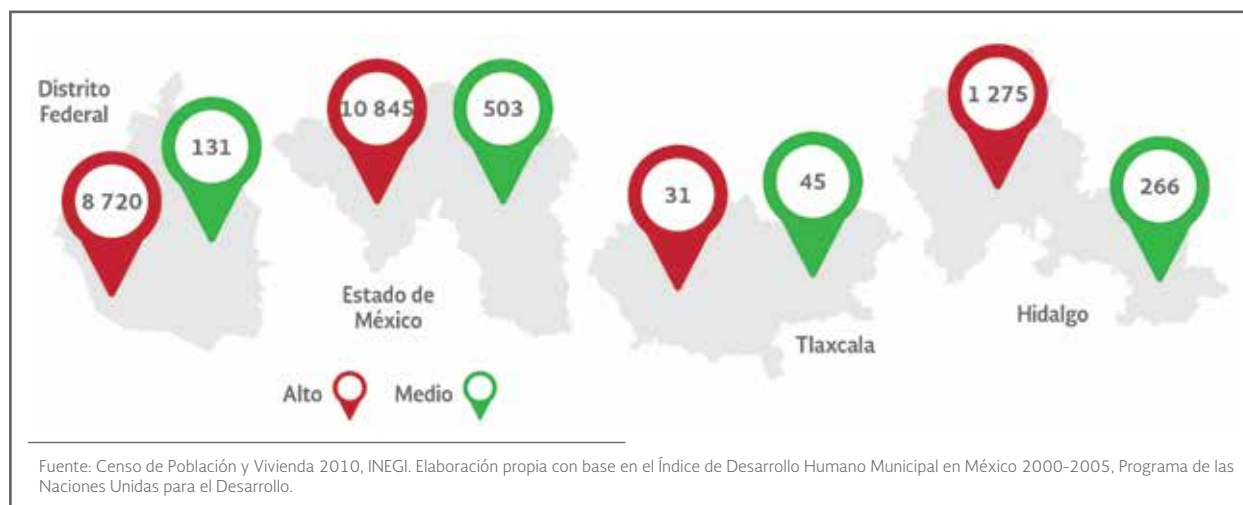 Distrito
Federal
8 720
131
10 845
503
Estado de
México
31
45
Tlaxcala
1 275
266
Hidalgo
Alto
Medio
Fuente: Censo de Población y Vivienda 2010, INEGI. Elaboración propia con base en el Índice de Desarrollo Humano Municipal en México 2000-2005, Programa de las
Naciones Unidas para el Desarrollo.